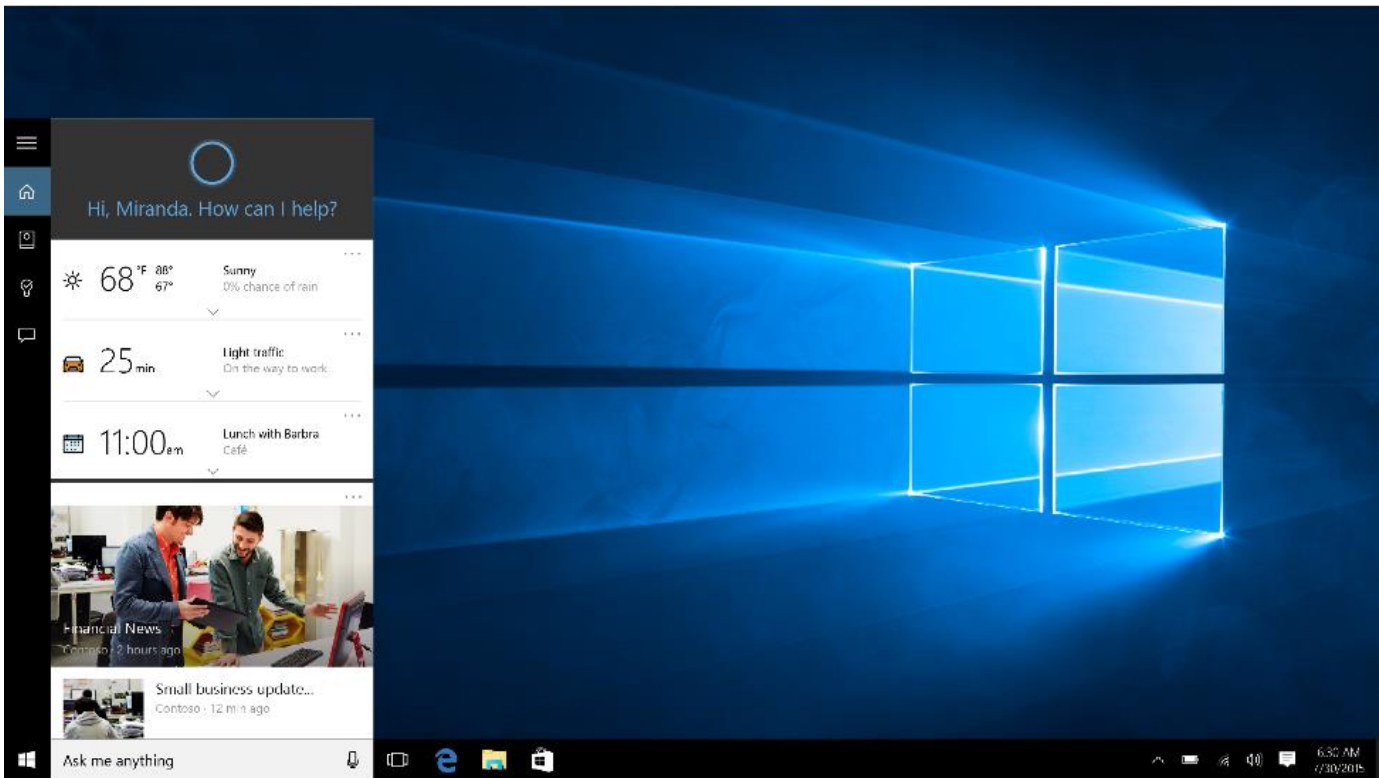 Hi, Miranda. How can I help?
68°F 88° 67°
Sunny
0% chance of rain
25 min
Light traffic
On the way to work
11:00 am
Lunch with Barbra
Café
Financial News
Contoso · 2 hours ago
Small business update...
Contoso · 12 min ago
Ask me anything
6:30 AM
7/30/2015